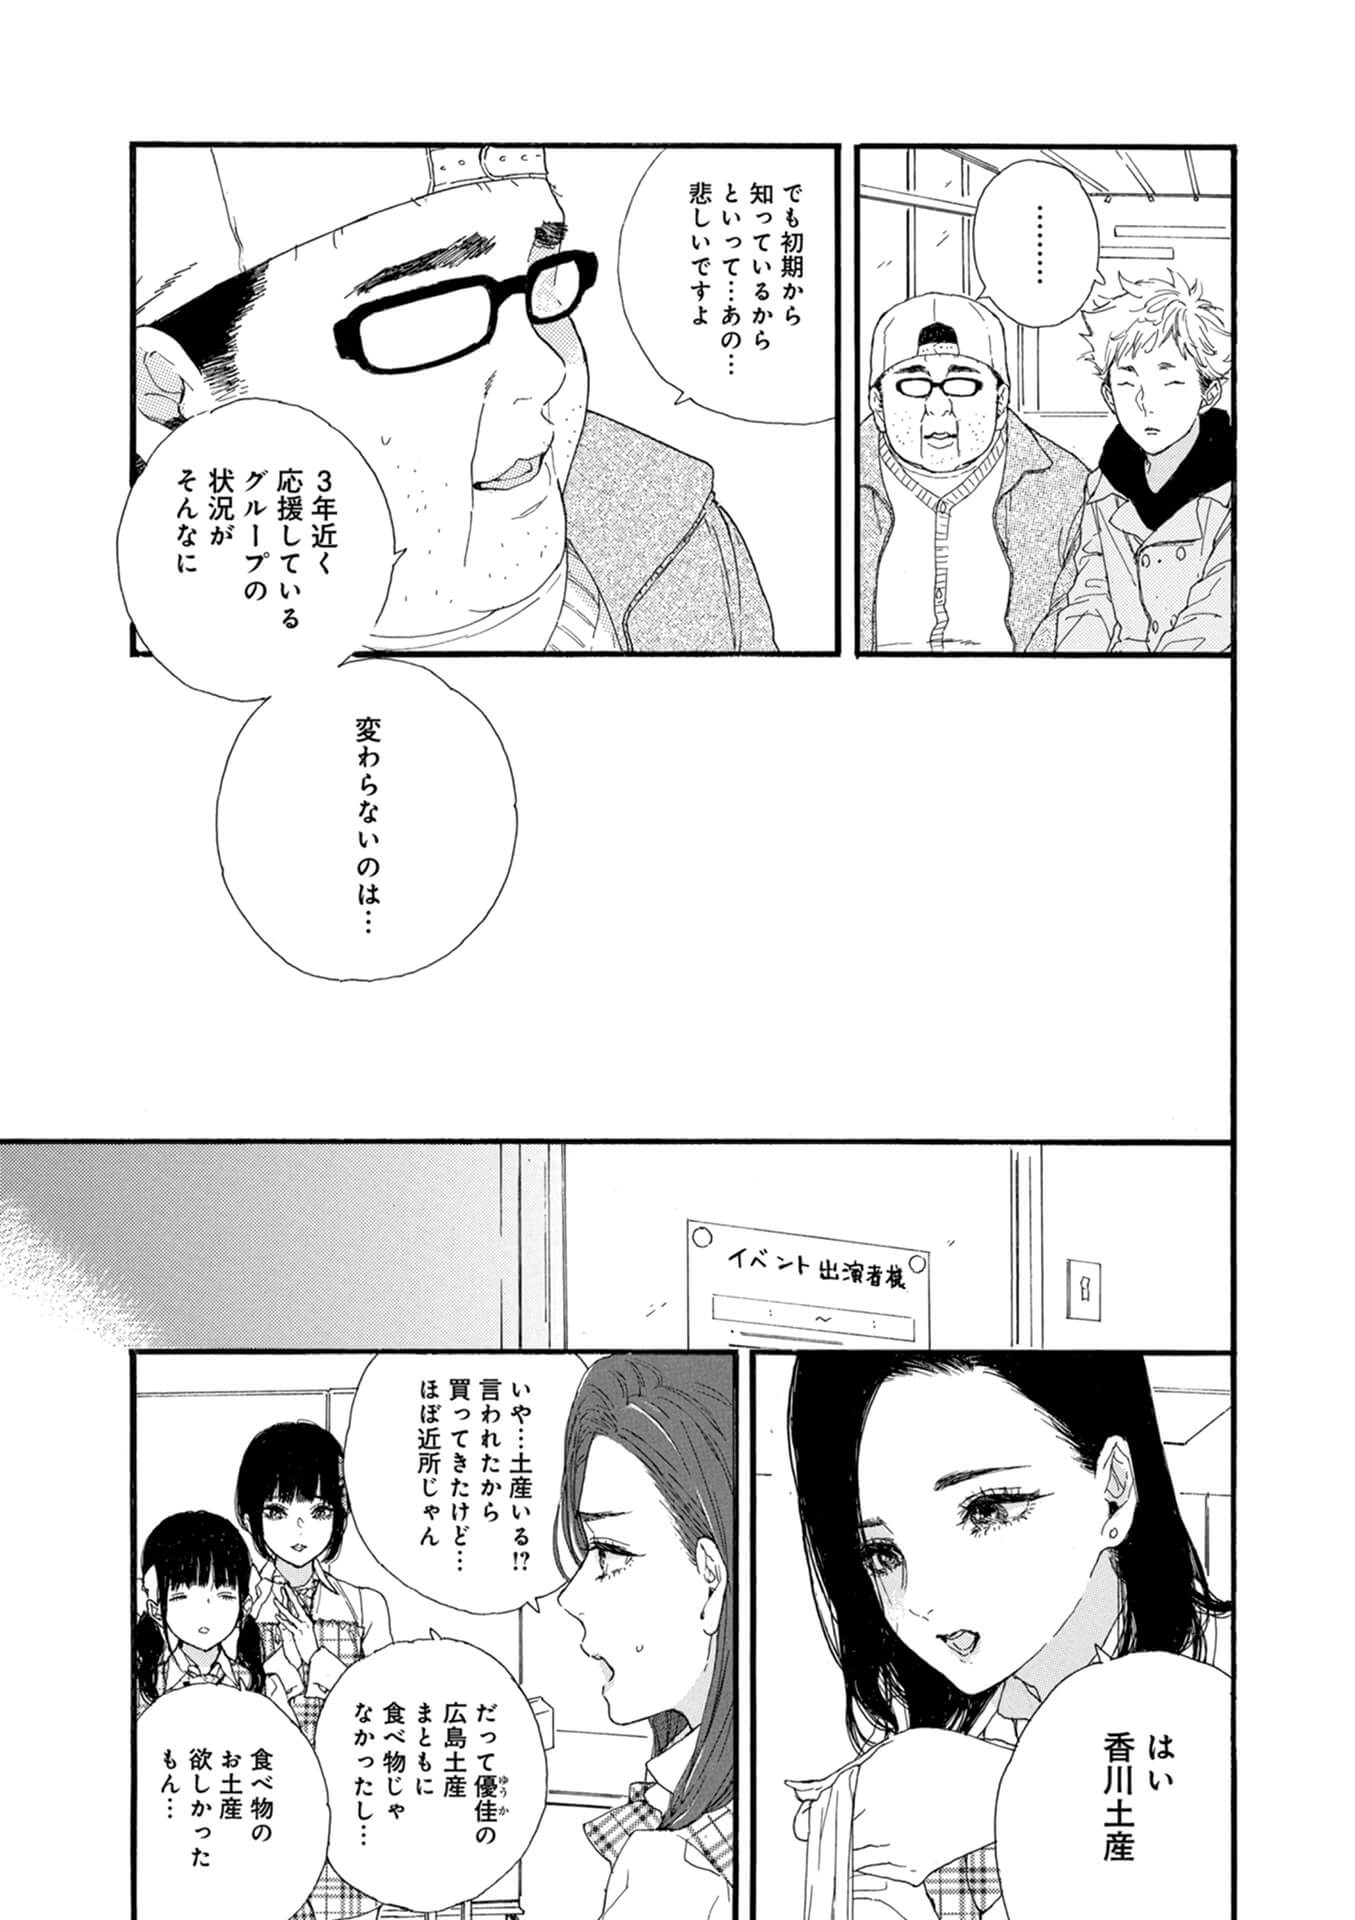 ………
でも初期から
知っているから
といって…あの…
悲しいですよ
3年近く
応援している
グループの
状況が
そんなに
変わらないのは…
イベント出演者様
～ :
はい
香川土産
いや…土産いる!?
言われたから
買ってきたけど…
ほぼ近所じゃん
だって優佳の
ゆうか
広島土産
まともに
食べ物じゃ
なかったし…
食べ物の
お土産
欲しかった
もん…